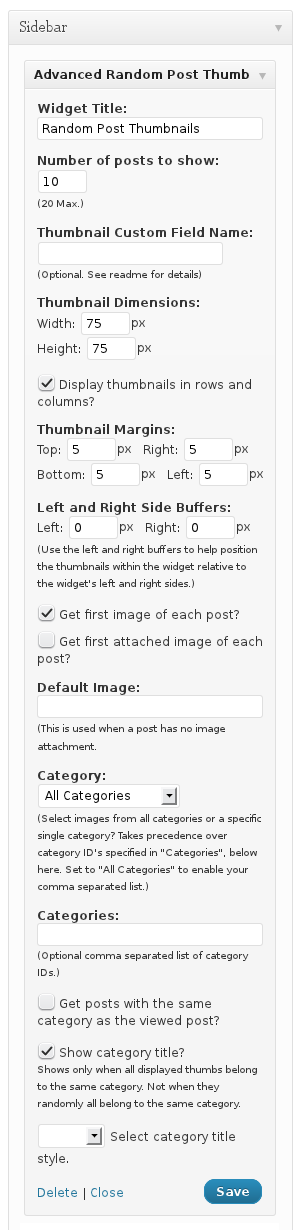 Sidebar
Advanced Random Post Thumb
Widget Title:
Random Post Thumbnails
Number of posts to show:
10
(20 Max.)
Thumbnail Custom Field Name:
(Optional. See readme for details)
Thumbnail Dimensions:
Width: 75 px
Height: 75 px
Display thumbnails in rows and
columns?
Thumbnail Margins:
Top: 5 px Right: 5 px
Bottom: 5 px Left: 5 px
Left and Right Side Buffers:
Left: 0 px Right: 0 px
(Use the left and right buffers to help position
the thumbnails within the widget relative to
the widget's left and right sides.)
Get first image of each post?
Get first attached image of each
post?
Default Image:
(This is used when a post has no image
attachment.
Category:
All Categories
(Select images from all categories or a specific
single category? Takes precedence over
category ID's specified in "Categories", below
here. Set to "All Categories" to enable your
comma separated list.)
Categories:
(Optional comma separated list of category
IDs.)
Get posts with the same
category as the viewed post?
Show category title?
Shows only when all displayed thumbs belong
to the same category. Not when they
randomly all belong to the same category.
Select category title
style.
Delete | Close Save